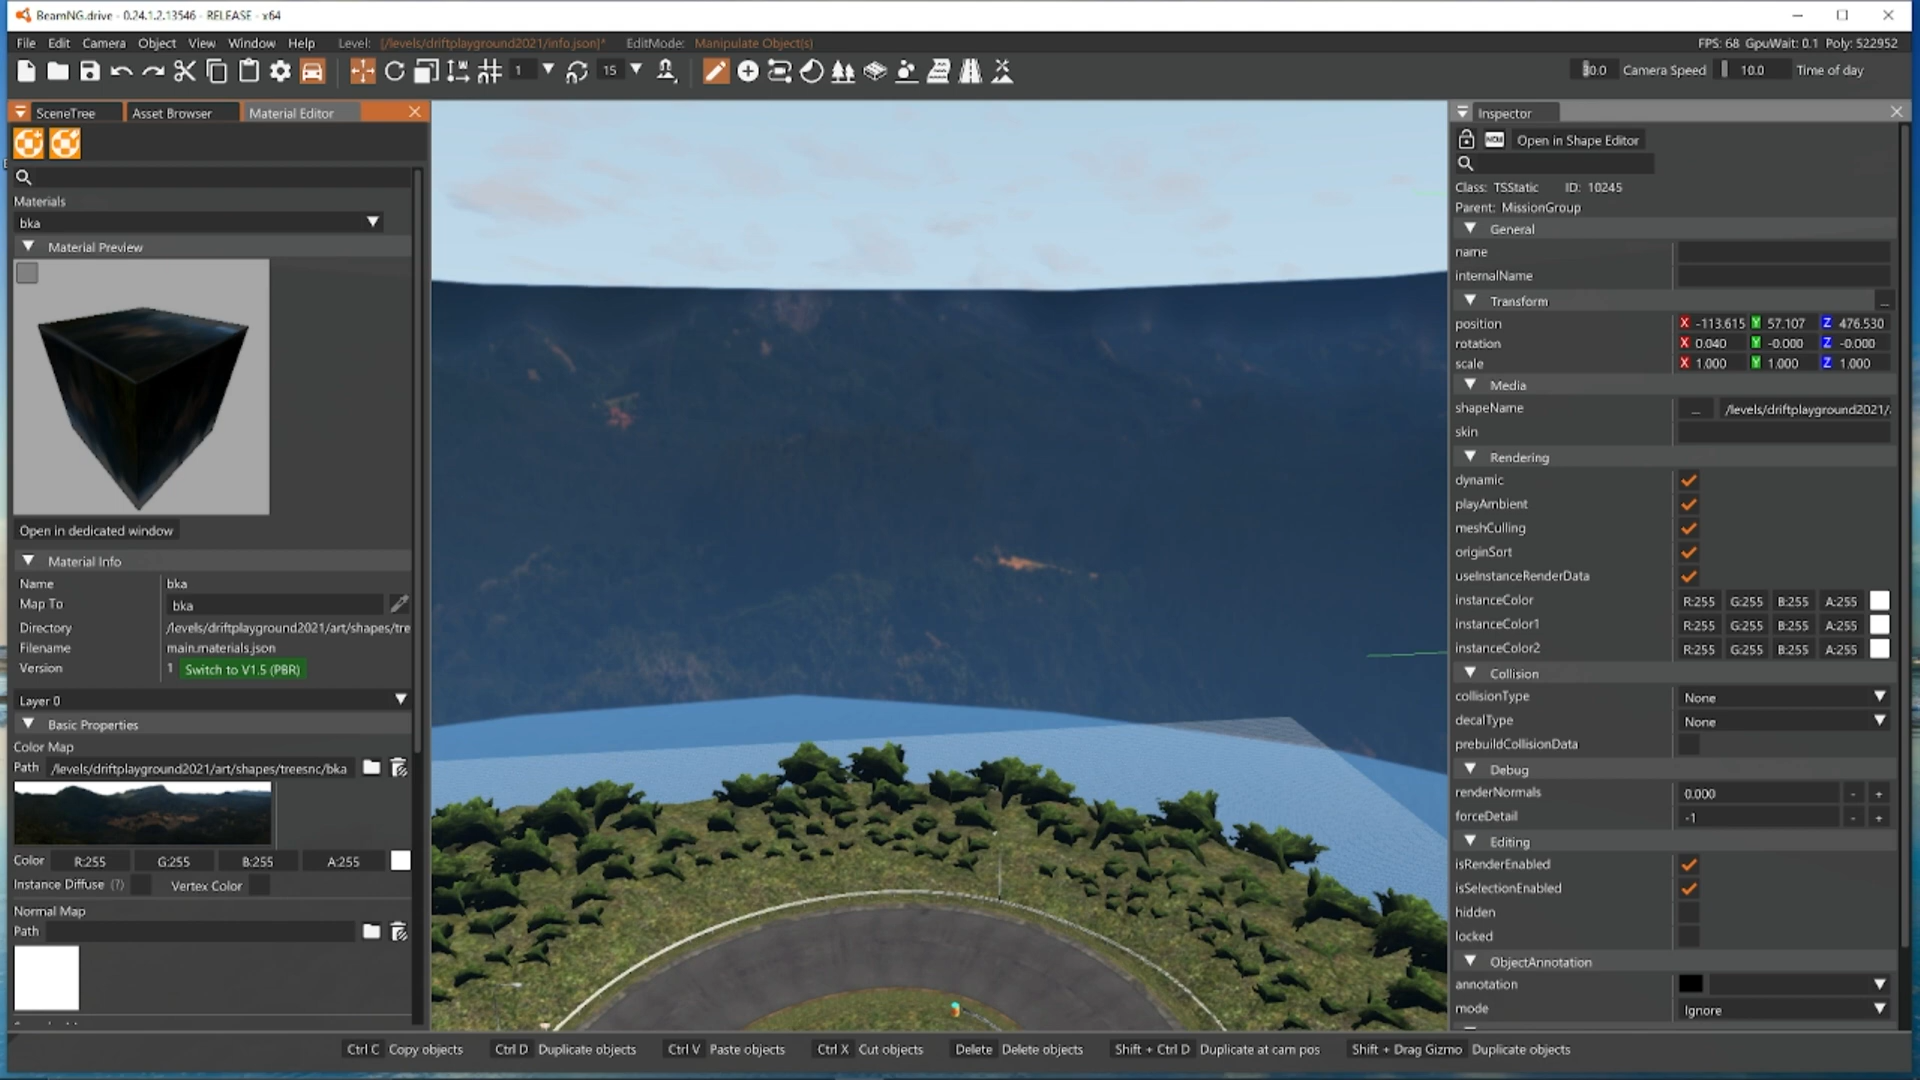 BeamNG.drive - 0.24.1.2.13546 - RELEASE - x64
File Edit Camera Object View Window Help Level: [/levels/driftplayground2021/info.json]* EditMode: Manipulate Object(s) FPS: 68 GpuWait: 0.1 Poly: 522952
1 15 30.0 Camera Speed 10.0 Time of day
SceneTree Asset Browser Material Editor
Materials
bka
Material Preview
Open in dedicated window
Material Info
Name bka
Map To bka
Directory /levels/driftplayground2021/art/shapes/tre
Filename main.materials.json
Version 1 Switch to V1.5 (PBR)
Layer 0
Basic Properties
Color Map
Path /levels/driftplayground2021/art/shapes/treesnc/bka
Color R:255 G:255 B:255 A:255
Instance Diffuse (?) Vertex Color
Normal Map
Path
Inspector
Open in Shape Editor
Class: TSStatic ID: 10245
Parent: MissionGroup
General
name
internalName
Transform ...
position X -113.615 Y 57.107 Z 476.530
rotation X 0.040 Y -0.000 Z -0.000
scale X 1.000 Y 1.000 Z 1.000
Media
shapeName ... /levels/driftplayground2021/.
skin
Rendering
dynamic
playAmbient
meshCulling
originSort
useInstanceRenderData
instanceColor R:255 G:255 B:255 A:255
instanceColor1 R:255 G:255 B:255 A:255
instanceColor2 R:255 G:255 B:255 A:255
Collision
collisionType None
decalType None
prebuildCollisionData
Debug
renderNormals 0.000 - +
forceDetail -1 - +
Editing
isRenderEnabled
isSelectionEnabled
hidden
locked
ObjectAnnotation
annotation
mode Ignore
Ctrl C Copy objects Ctrl D Duplicate objects Ctrl V Paste objects Ctrl X Cut objects Delete Delete objects Shift + Ctrl D Duplicate at cam pos Shift + Drag Gizmo Duplicate objects